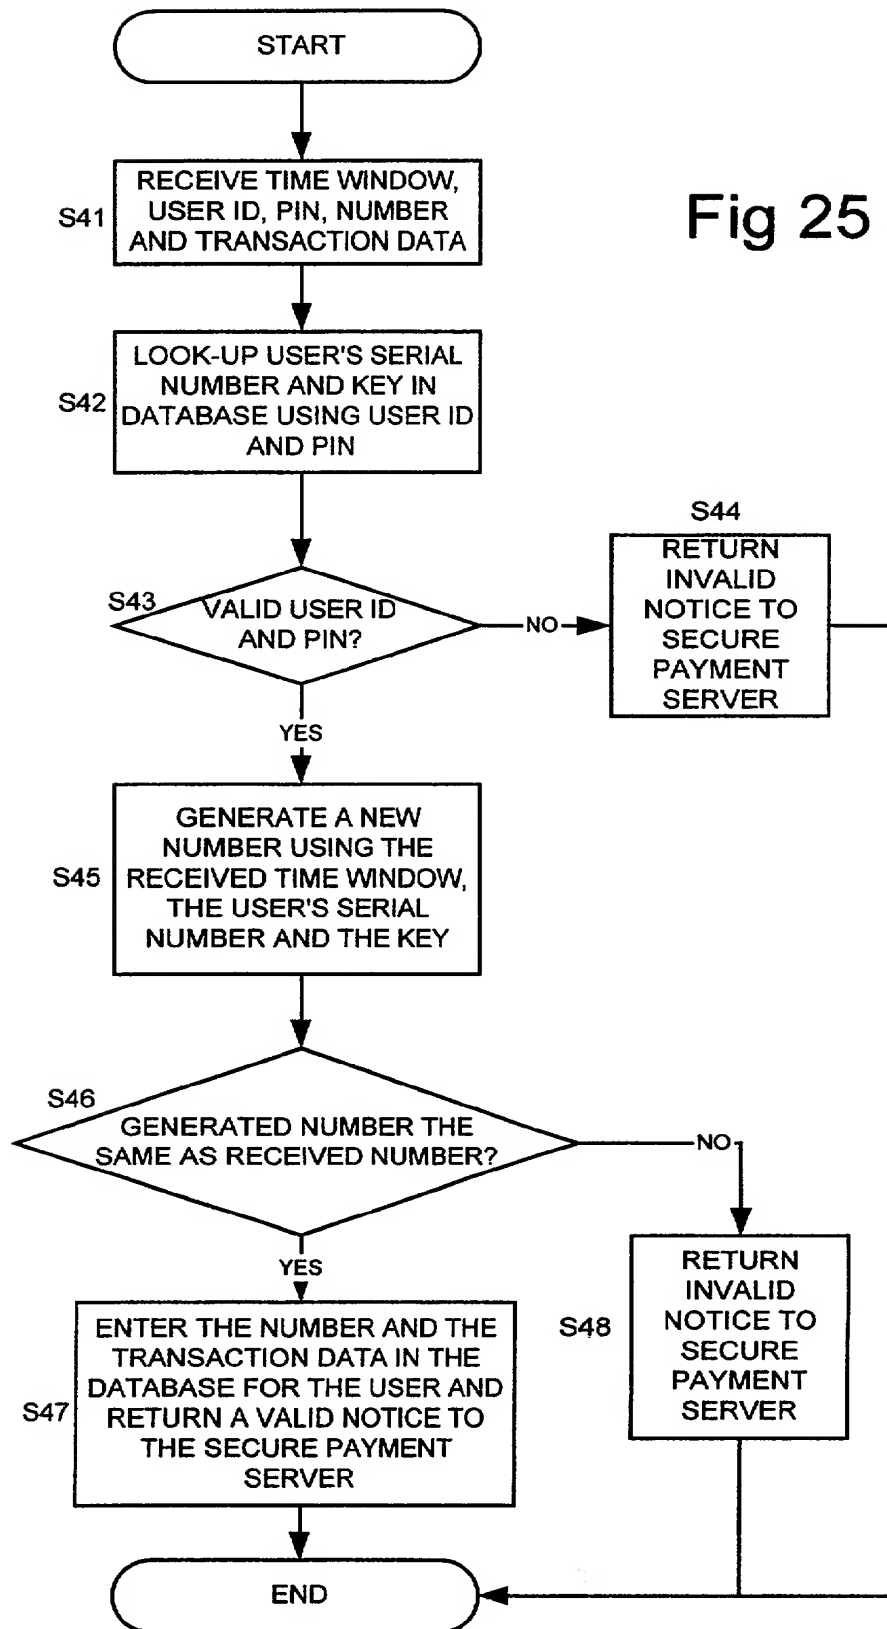 START
Fig 25
S41
RECEIVE TIME WINDOW,
USER ID, PIN, NUMBER
AND TRANSACTION DATA
S42
LOOK-UP USER'S SERIAL
NUMBER AND KEY IN
DATABASE USING USER ID
AND PIN
S43
VALID USER ID
AND PIN?
NO
S44
RETURN
INVALID
NOTICE TO
SECURE
PAYMENT
SERVER
YES
S45
GENERATE A NEW
NUMBER USING THE
RECEIVED TIME WINDOW,
THE USER'S SERIAL
NUMBER AND THE KEY
S46
GENERATED NUMBER THE
SAME AS RECEIVED NUMBER?
NO
YES
S47
ENTER THE NUMBER AND THE
TRANSACTION DATA IN THE
DATABASE FOR THE USER AND
RETURN A VALID NOTICE TO
THE SECURE PAYMENT
SERVER
S48
RETURN
INVALID
NOTICE TO
SECURE
PAYMENT
SERVER
END